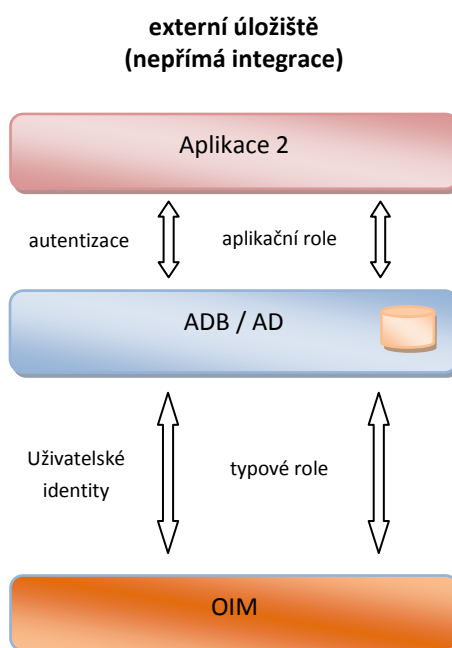 externí úložiště
(nepřímá integrace)
Aplikace 2
autentizace
aplikační role
ADB / AD
Uživatelské
identity
typové role
OIM